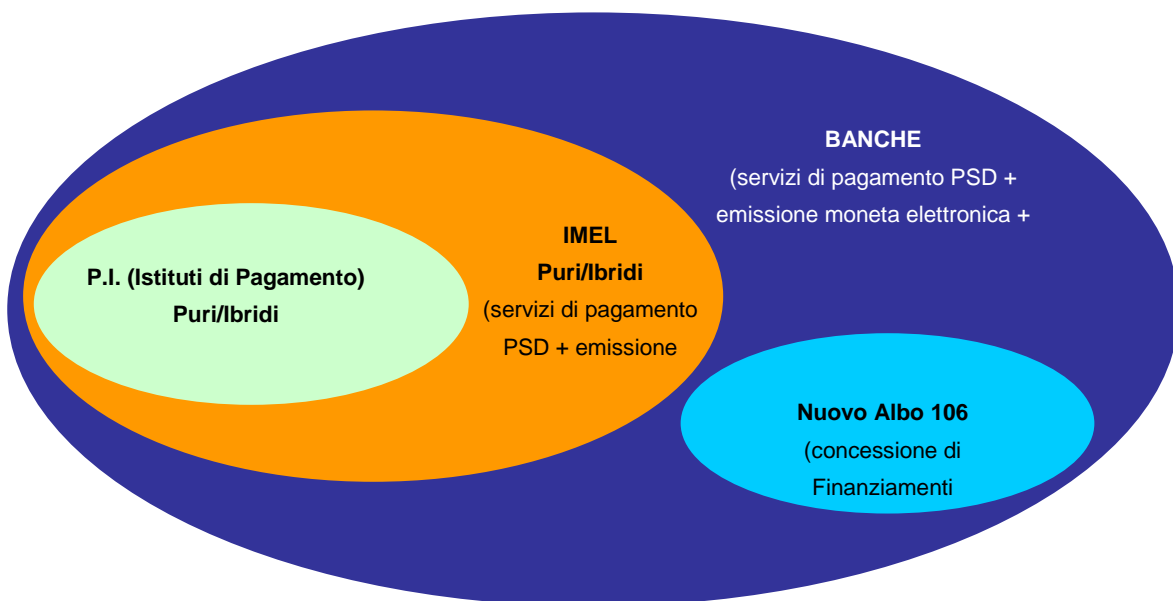 BANCHE
(servizi di pagamento PSD +
emissione moneta elettronica +
IMEL
Puri/Ibridi
(servizi di pagamento
PSD + emissione
P.I. (Istituti di Pagamento)
Puri/Ibridi
Nuovo Albo 106
(concessione di
Finanziamenti